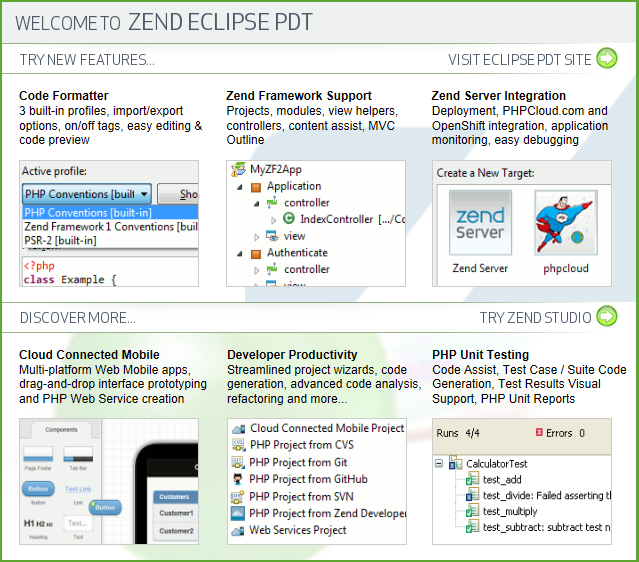 WELCOME TO ZEND ECLIPSE PDT
TRY NEW FEATURES...
VISIT ECLIPSE PDT SITE
Code Formatter
3 built-in profiles, import/export
options, on/off tags, easy editing &
code preview
Active profile:
PHP Conventions [built-
Sho
PHP Conventions [built-in]
Zend Framework 1 Conventions [buil
PSR-2 [built-in]
<?php
class Example {
Zend Framework Support
Projects, modules, view helpers,
controllers, content assist, MVC
Outline
MyZF2App
Application
controller
IndexController [.../Co
view
Authenticate
controller
view
Zend Server Integration
Deployment, PHPCloud.com and
OpenShift integration, application
monitoring, easy debugging
Create a New Target:
zend
Server
Zend Server
phpcloud
DISCOVER MORE...
TRY ZEND STUDIO
Cloud Connected Mobile
Multi-platform Web Mobile apps,
drag-and-drop interface prototyping
and PHP Web Service creation
Components
Page Footer
Tab Bar
Button
Text Link
Button
Link
Button
H1 H2 H3
Text...
Heading
Text
Customers
Customer1
Customer2
Developer Productivity
Streamlined project wizards, code
generation, advanced code analysis,
refactoring and more...
Cloud Connected Mobile Project
PHP Project from CVS
PHP Project from Git
PHP Project from GitHub
PHP Project from SVN
PHP Project from Zend Developer
Web Services Project
PHP Unit Testing
Code Assist, Test Case / Suite Code
Generation, Test Results Visual
Support, PHP Unit Reports
Runs 4/4
Errors 0
CalculatorTest
test_add
test_divide: Failed asserting th
test_multiply
test_subtract: subtract test n